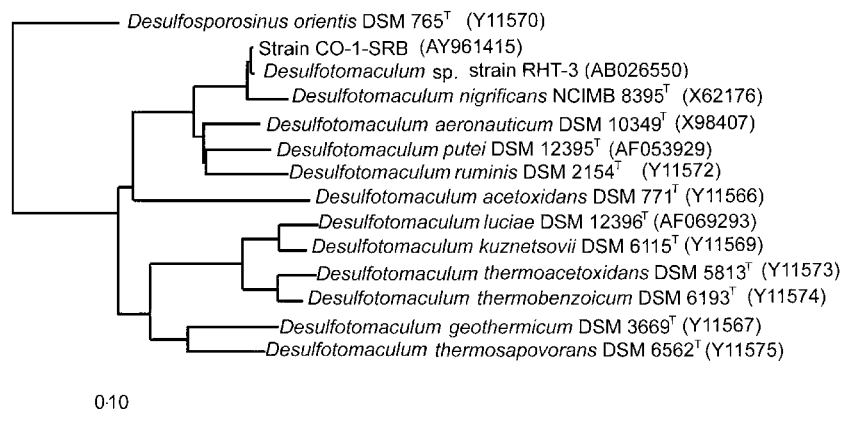 Desulfosporosinus orientis DSM 765ᵀ (Y11570)
Strain CO-1-SRB (AY961415)
Desulfotomaculum sp. strain RHT-3 (AB026550)
Desulfotomaculum nigrificans NCIMB 8395ᵀ (X62176)
Desulfotomaculum aeronauticum DSM 10349ᵀ (X98407)
Desulfotomaculum putei DSM 12395ᵀ (AF053929)
Desulfotomaculum ruminis DSM 2154ᵀ (Y11572)
Desulfotomaculum acetoxidans DSM 771ᵀ (Y11566)
Desulfotomaculum luciae DSM 12396ᵀ (AF069293)
Desulfotomaculum kuznetsovii DSM 6115ᵀ (Y11569)
Desulfotomaculum thermoacetoxidans DSM 5813ᵀ (Y11573)
Desulfotomaculum thermobenzoicum DSM 6193ᵀ (Y11574)
Desulfotomaculum geothermicum DSM 3669ᵀ (Y11567)
Desulfotomaculum thermosapovorans DSM 6562ᵀ (Y11575)
0·10